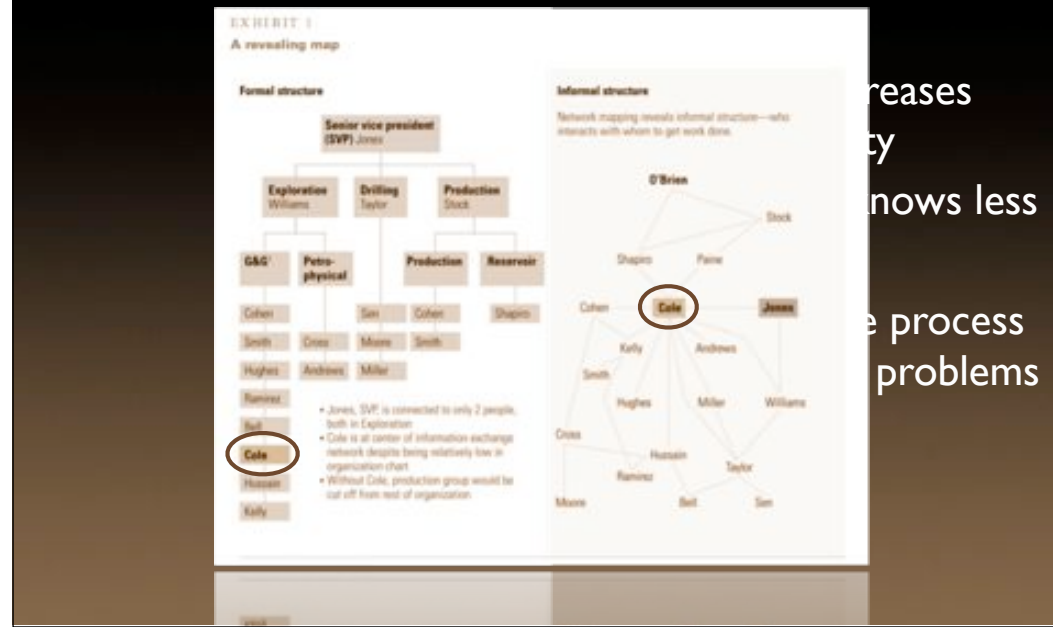 EXHIBIT 1
A revealing map
Formal structure
Senior vice president
(SVP) Jones
Exploration
Williams
Drilling
Taylor
Production
Stock
G&G¹
Petro-
physical
Production
Reservoir
Cohen
Smith
Hughes
Ramirez
Bell
Cole
Hussain
Kelly
Cross
Andrews
Sen
Moore
Miller
Cohen
Smith
Shapiro
• Jones, SVP, is connected to only 2 people,
both in Exploration
• Cole is at center of information exchange
network despite being relatively low in
organization chart
• Without Cole, production group would be
cut off from rest of organization
Informal structure
Network mapping reveals informal structure—who
interacts with whom to get work done.
O'Brien
Stock
Shapiro
Paine
Cohen
Cole
Jones
Kelly
Andrews
Smith
Hughes
Miller
Williams
Cross
Hussain
Ramirez
Taylor
Moore
Bell
Sen
reases
ty
nows less
e process
problems